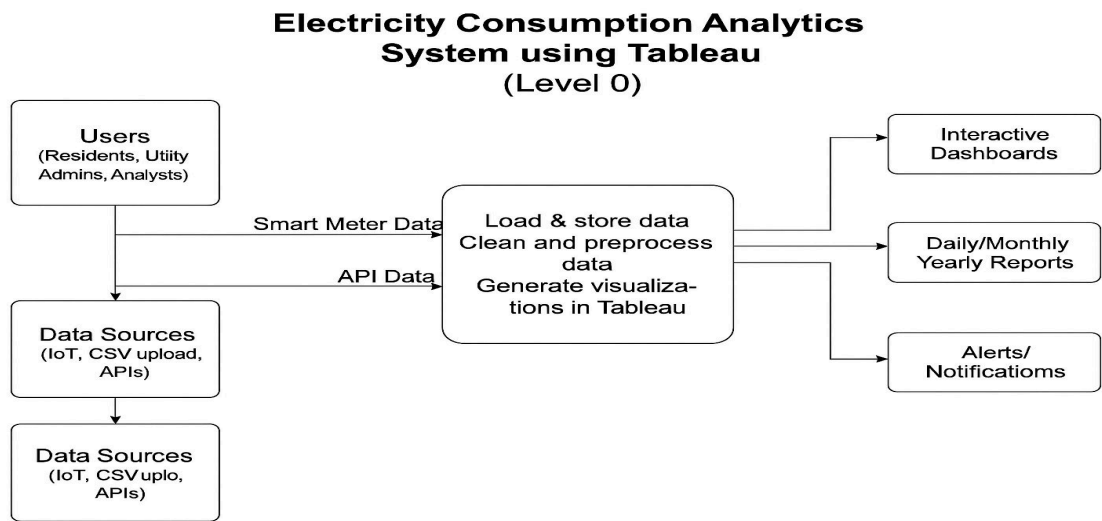 Electricity Consumption Analytics
System using Tableau
(Level 0)
Users
(Residents, Utiity
Admins, Analysts)
Smart Meter Data
API Data
Data Sources
(IoT, CSV upload,
APIs)
Data Sources
(IoT, CSV uplo,
APIs)
Load & store data
Clean and preprocess
data
Generate visualiza-
tions in Tableau
Interactive
Dashboards
Daily/Monthly
Yearly Reports
Alerts/
Notificatioms